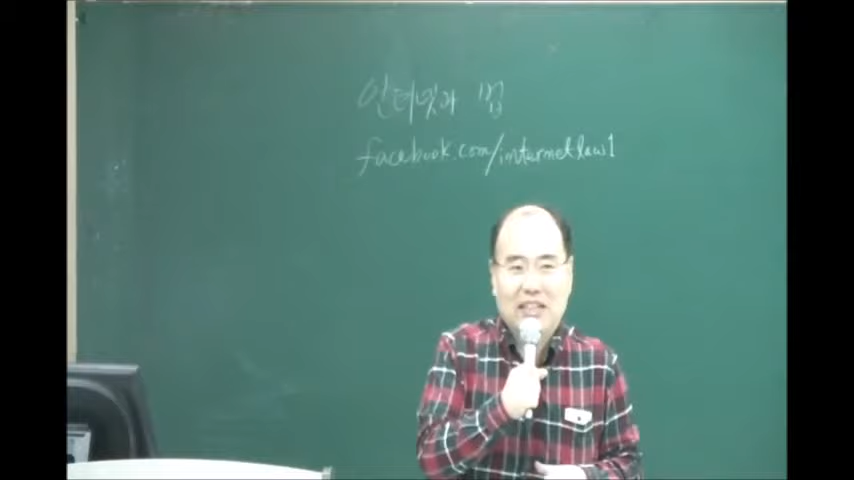 인터넷과 법
facebook.com/internetlaw1